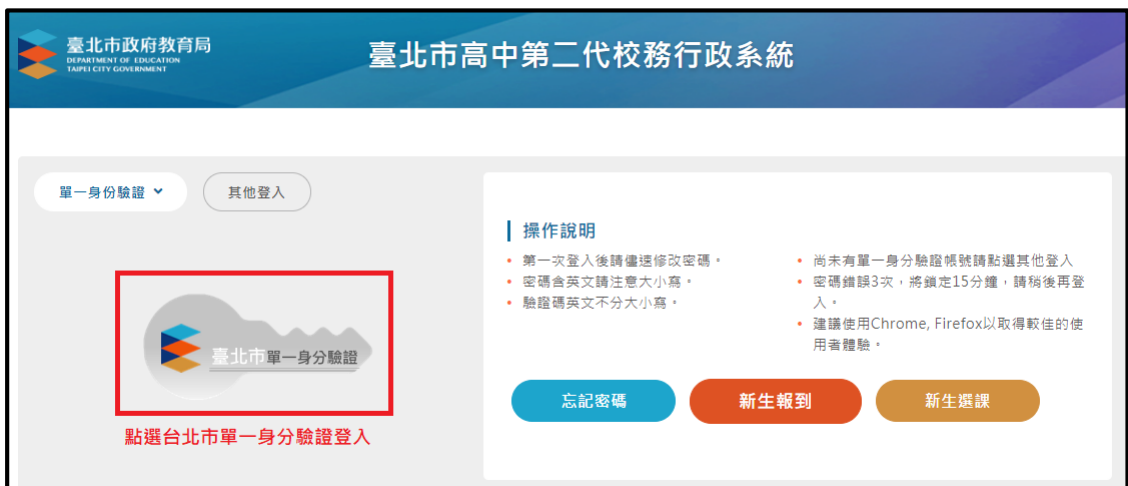 臺北市政府教育局
DEPARTMENT OF EDUCATION
TAIPEI CITY GOVERNMENT
臺北市高中第二代校務行政系統
單一身份驗證
其他登入
臺北市單一身分驗證
點選台北市單一身分驗證登入
操作說明
第一次登入後請儘速修改密碼。
密碼含英文請注意大小寫。
驗證碼英文不分大小寫。
尚未有單一身分驗證帳號請點選其他登入
密碼錯誤3次，將鎖定15分鐘，請稍後再登
入。
建議使用Chrome, Firefox以取得較佳的使
用者體驗。
忘記密碼
新生報到
新生選課